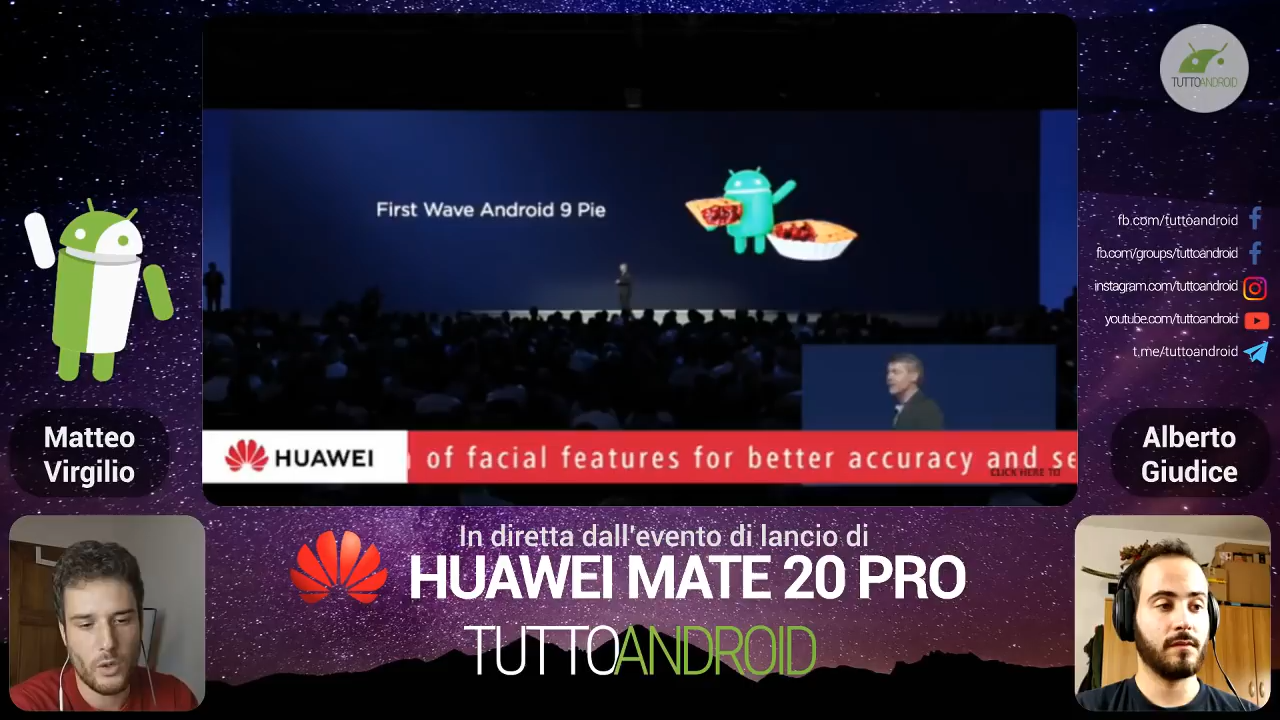 TUTTOANDROID
First Wave Android 9 Pie
fb.com/tuttoandroid
fb.com/groups/tuttoandroid
instagram.com/tuttoandroid
youtube.com/tuttoandroid
t.me/tuttoandroid
Matteo
Virgilio
Alberto
Giudice
HUAWEI
of facial features for better accuracy and se
CLICK HERE TO
In diretta dall'evento di lancio di
HUAWEI MATE 20 PRO
TUTTOANDROID